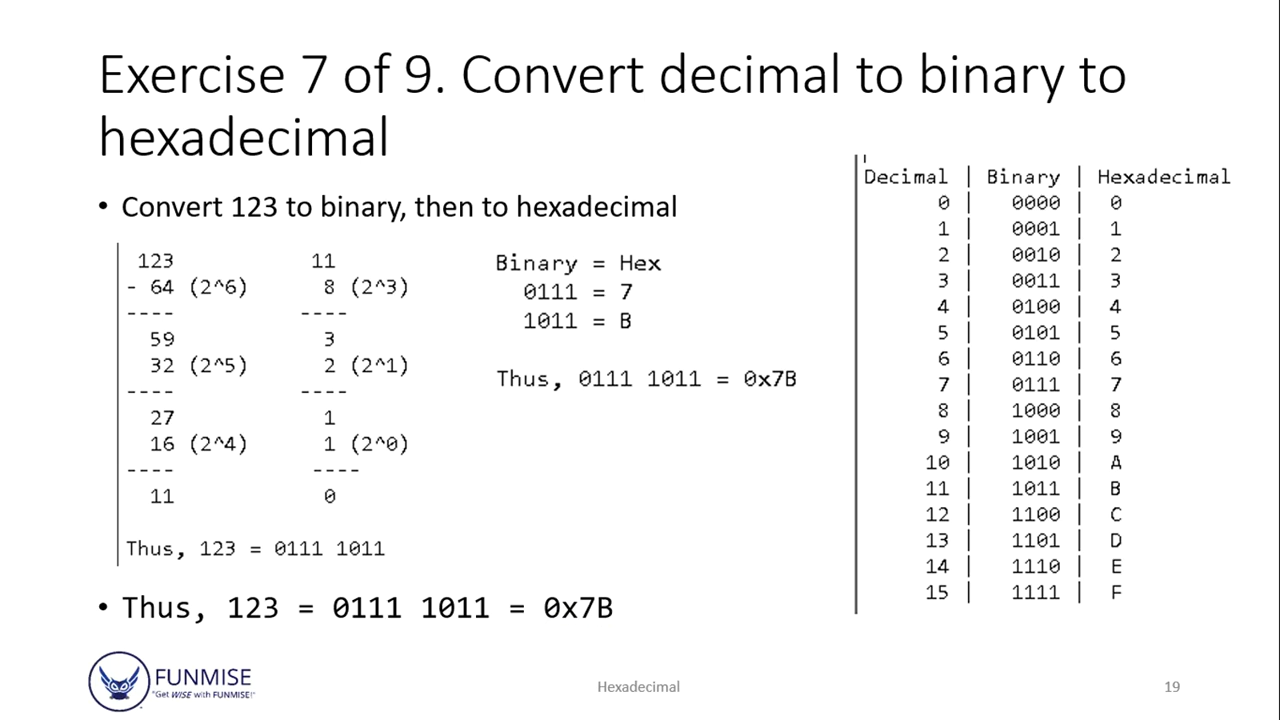 Exercise 7 of 9. Convert decimal to binary to
hexadecimal
• Convert 123 to binary, then to hexadecimal
123
- 64 (2^6)
----
59
32 (2^5)
----
27
16 (2^4)
----
11
11
8 (2^3)
----
3
2 (2^1)
----
1
1 (2^0)
----
0
Thus, 123 = 0111 1011
Binary = Hex
0111 = 7
1011 = B
Thus, 0111 1011 = 0x7B
Decimal | Binary | Hexadecimal
0 | 0000 | 0
1 | 0001 | 1
2 | 0010 | 2
3 | 0011 | 3
4 | 0100 | 4
5 | 0101 | 5
6 | 0110 | 6
7 | 0111 | 7
8 | 1000 | 8
9 | 1001 | 9
10 | 1010 | A
11 | 1011 | B
12 | 1100 | C
13 | 1101 | D
14 | 1110 | E
15 | 1111 | F
• Thus, 123 = 0111 1011 = 0x7B
FUNMISE
"Get WISE with FUNMISE!"
Hexadecimal
19